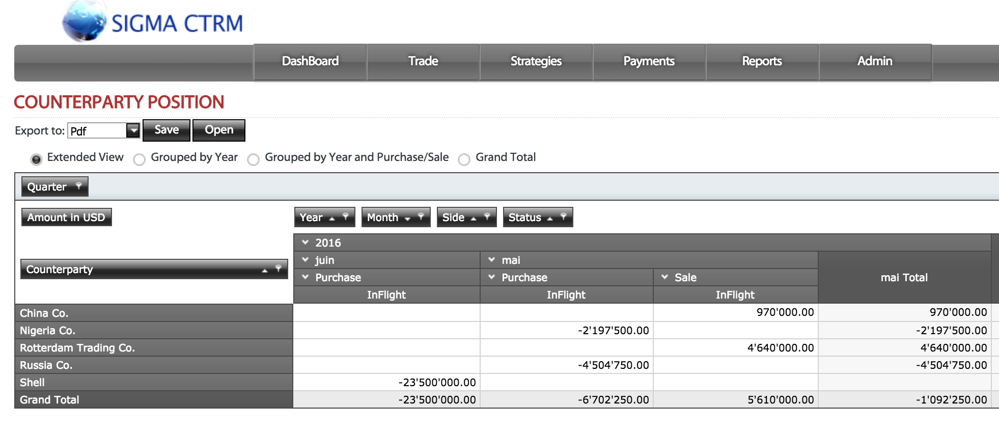 SIGMA CTRM
DashBoard Trade Strategies Payments Reports Admin
COUNTERPARTY POSITION
Export to: Pdf Save Open
Extended View Grouped by Year Grouped by Year and Purchase/Sale Grand Total
Quarter
Amount in USD Year Month Side Status
2016
juin mai
Counterparty
Purchase Purchase Sale mai Total
InFlight InFlight InFlight
China Co. 970'000.00 970'000.00
Nigeria Co. -2'197'500.00 -2'197'500.00
Rotterdam Trading Co. 4'640'000.00 4'640'000.00
Russia Co. -4'504'750.00 -4'504'750.00
Shell -23'500'000.00
Grand Total -23'500'000.00 -6'702'250.00 5'610'000.00 -1'092'250.00